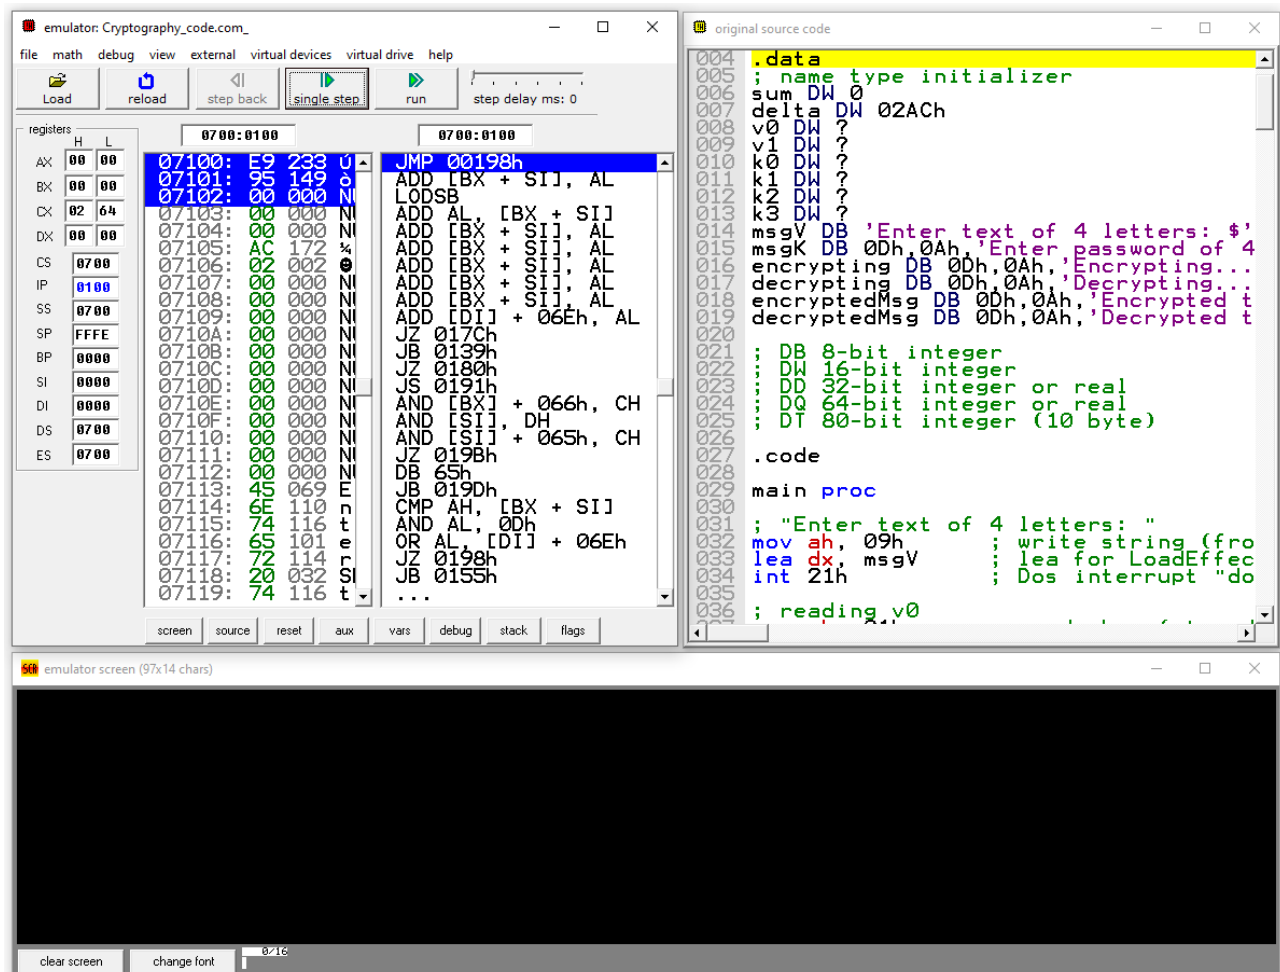 emulator: Cryptography_code.com_
file math debug view external virtual devices virtual drive help
Load reload step back single step run step delay ms: 0
registers
H L
AX 00 00
BX 00 00
CX 02 64
DX 00 00
CS 0700
IP 0100
SS 0700
SP FFFE
BP 0000
SI 0000
DI 0000
DS 0700
ES 0700
0700:0100
07100: E9 233 ú
07101: 95 149 ò
07102: 00 000 NU
07103: 00 000 NU
07104: 00 000 NU
07105: AC 172 ¼
07106: 02 002 ☻
07107: 00 000 NU
07108: 00 000 NU
07109: 00 000 NU
0710A: 00 000 NU
0710B: 00 000 NU
0710C: 00 000 NU
0710D: 00 000 NU
0710E: 00 000 NU
0710F: 00 000 NU
07110: 00 000 NU
07111: 00 000 NU
07112: 00 000 NU
07113: 45 069 E
07114: 6E 110 n
07115: 74 116 t
07116: 65 101 e
07117: 72 114 r
07118: 20 032 S
07119: 74 116 t
0700:0100
JMP 00198h
ADD [BX + SI], AL
LODSB
ADD AL, [BX + SI]
ADD [BX + SI], AL
ADD [BX + SI], AL
ADD [BX + SI], AL
ADD [BX + SI], AL
ADD [BX + SI], AL
ADD [DI] + 06Eh, AL
JZ 017Ch
JB 0139h
JZ 0180h
JS 0191h
AND [BX] + 066h, CH
AND [SI], DH
AND [SI] + 065h, CH
JZ 019Bh
DB 65h
JB 019Dh
CMP AH, [BX + SI]
AND AL, 0Dh
OR AL, [DI] + 06Eh
JZ 0198h
JB 0155h
...
screen source reset aux vars debug stack flags
original source code
004 .data
005 ; name type initializer
006 sum DW 0
007 delta DW 02ACh
008 v0 DW ?
009 v1 DW ?
010 k0 DW ?
011 k1 DW ?
012 k2 DW ?
013 k3 DW ?
014 msgV DB 'Enter text of 4 letters: $'
015 msgK DB 0Dh,0Ah,'Enter password of 4
016 encrypting DB 0Dh,0Ah,'Encrypting...
017 decrypting DB 0Dh,0Ah,'Decrypting...
018 encryptedMsg DB 0Dh,0Ah,'Encrypted t
019 decryptedMsg DB 0Dh,0Ah,'Decrypted t
020
021 ; DB 8-bit integer
022 ; DW 16-bit integer
023 ; DD 32-bit integer or real
024 ; DQ 64-bit integer or real
025 ; DT 80-bit integer (10 byte)
026
027 .code
028
029 main proc
030
031 ; "Enter text of 4 letters: "
032 mov ah, 09h ; write string (fro
033 lea dx, msgV ; lea for LoadEffec
034 int 21h ; Dos interrupt "do
035
036 ; reading v0
SCR emulator screen (97x14 chars)
clear screen change font 0/16